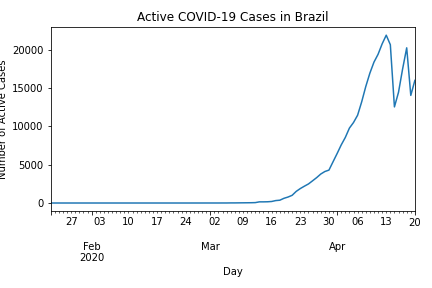 Active COVID-19 Cases in Brazil
Number of Active Cases
20000
15000
10000
5000
0
27 03 10 17 24 02 09 16 23 30 06 13 20
Feb Mar Apr
2020
Day